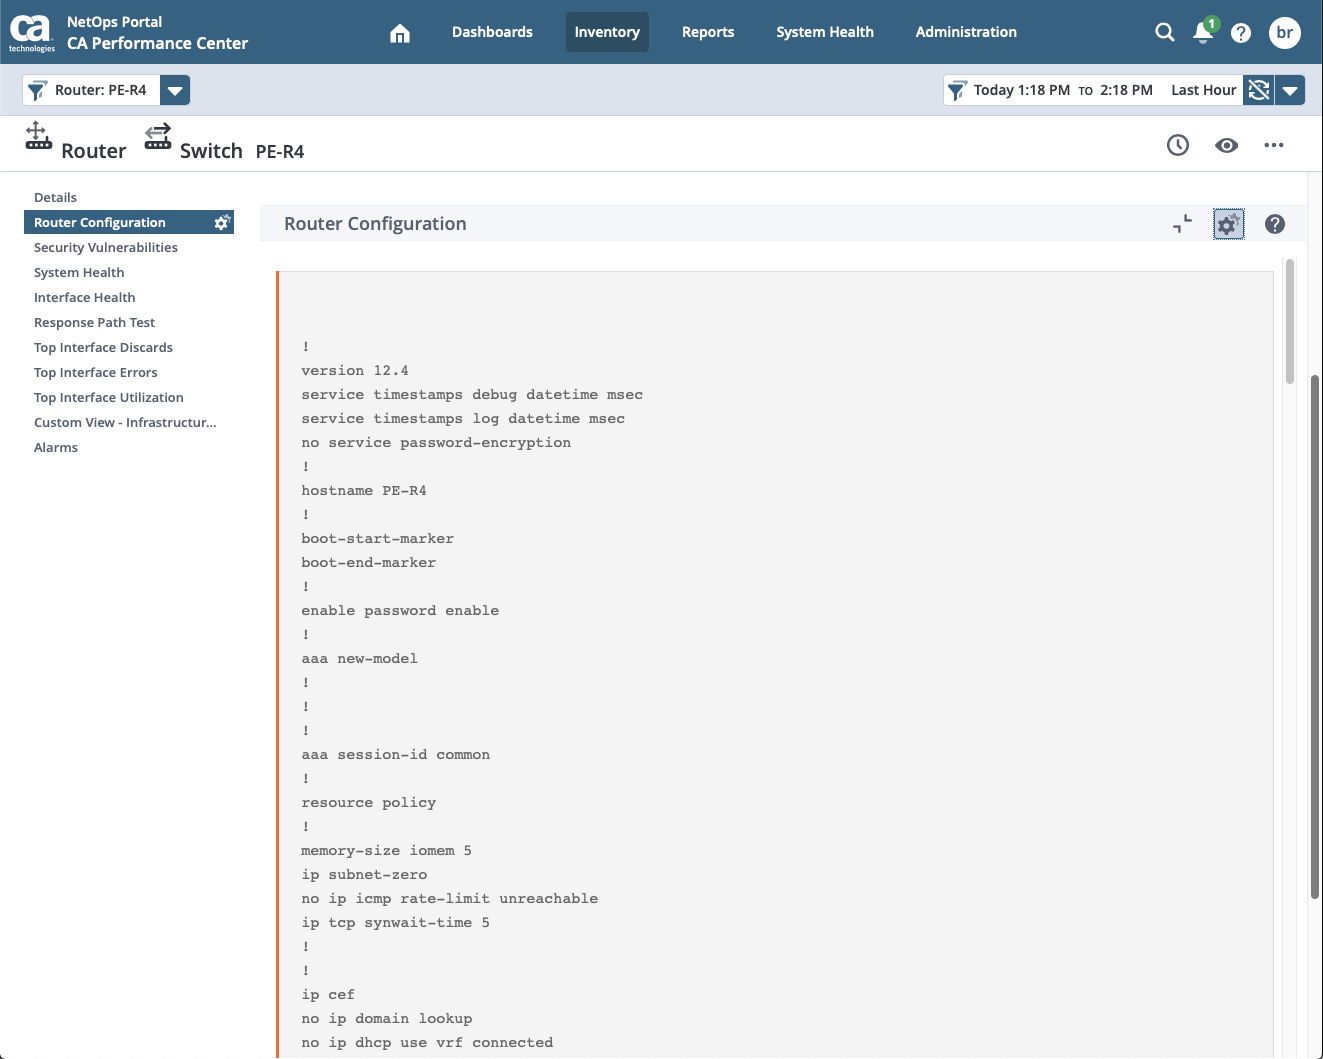 ca
technologies
NetOps Portal
CA Performance Center
Dashboards
Inventory
Reports
System Health
Administration
1
br
Router: PE-R4
Today 1:18 PM TO 2:18 PM
Last Hour
Router
Switch
PE-R4
Details
Router Configuration
Security Vulnerabilities
System Health
Interface Health
Response Path Test
Top Interface Discards
Top Interface Errors
Top Interface Utilization
Custom View - Infrastructur...
Alarms
Router Configuration
!
version 12.4
service timestamps debug datetime msec
service timestamps log datetime msec
no service password-encryption
!
hostname PE-R4
!
boot-start-marker
boot-end-marker
!
enable password enable
!
aaa new-model
!
!
!
aaa session-id common
!
resource policy
!
memory-size iomem 5
ip subnet-zero
no ip icmp rate-limit unreachable
ip tcp synwait-time 5
!
!
ip cef
no ip domain lookup
no ip dhcp use vrf connected